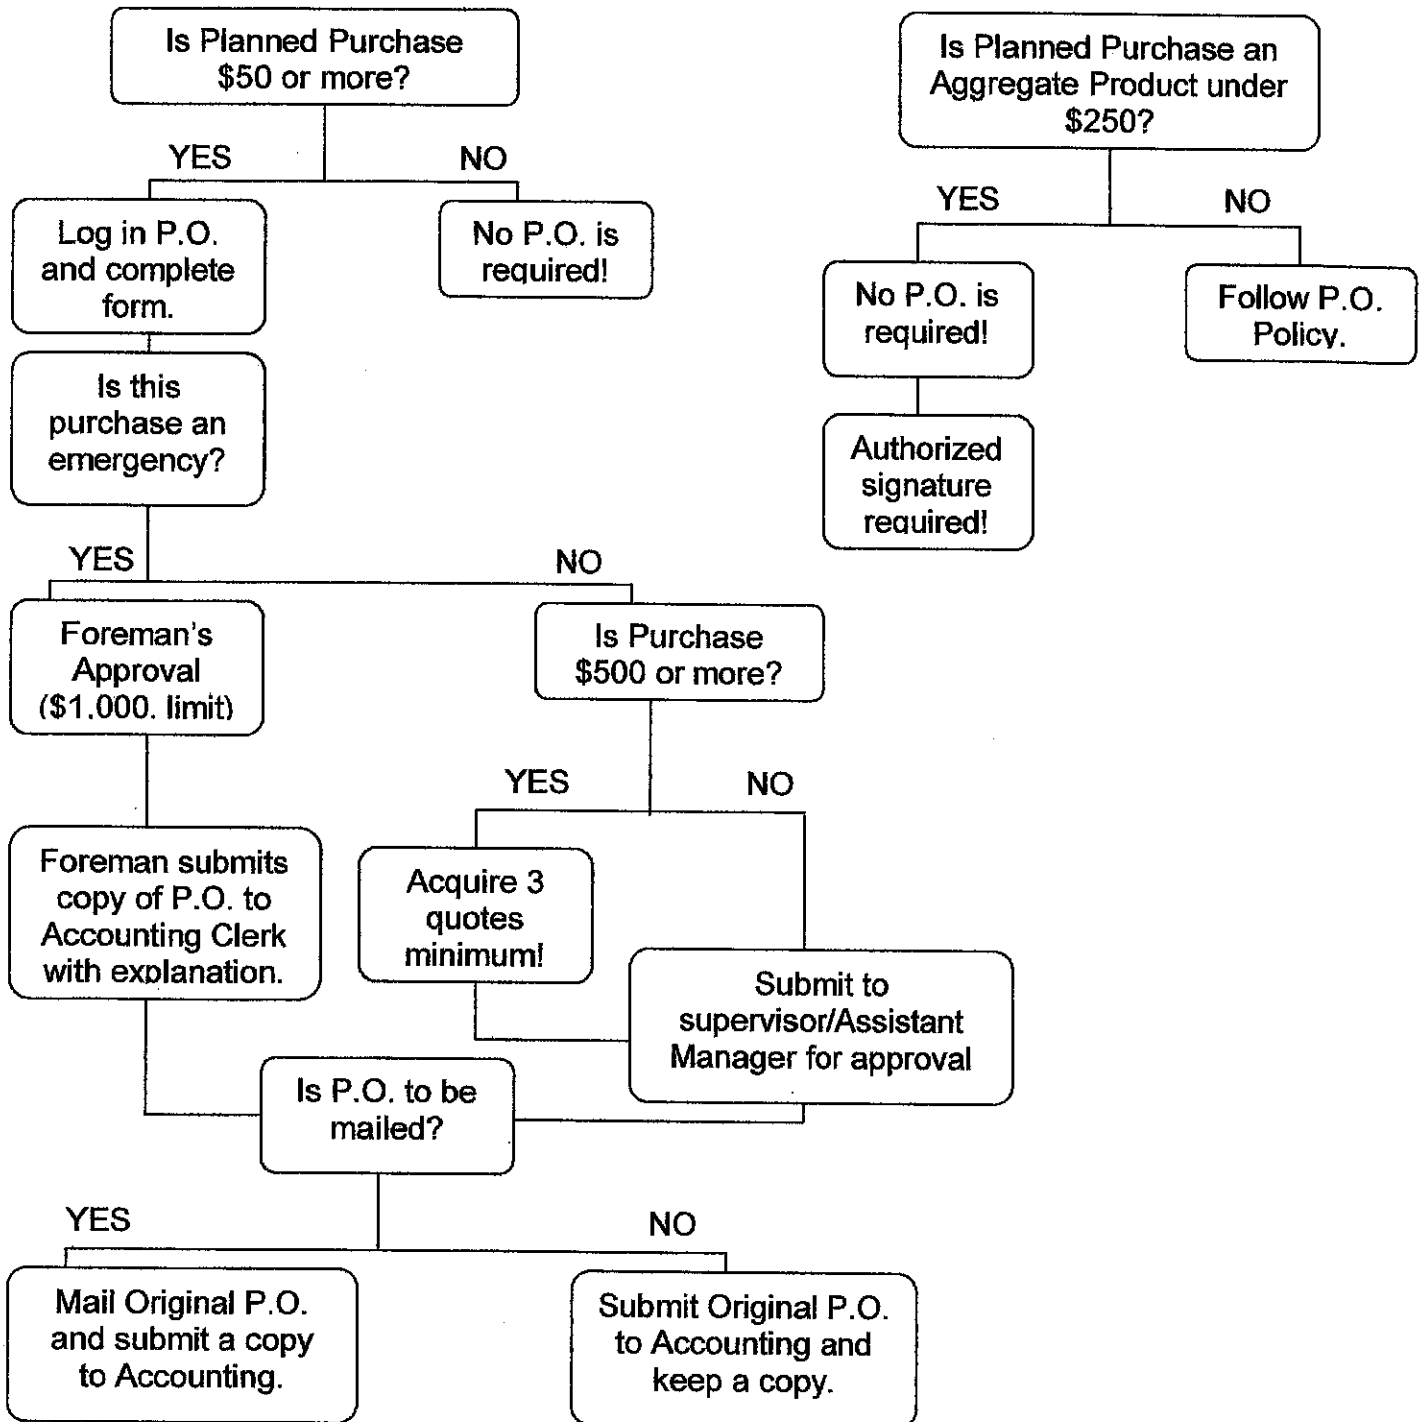 Is Planned Purchase
$50 or more?
YES
NO
Log in P.O.
and complete
form.
No P.O. is
required!
Is this
purchase an
emergency?
YES
NO
Foreman's
Approval
($1,000. limit)
Is Purchase
$500 or more?
YES
NO
Foreman submits
copy of P.O. to
Accounting Clerk
with explanation.
Acquire 3
quotes
minimum!
Submit to
supervisor/Assistant
Manager for approval
Is P.O. to be
mailed?
YES
NO
Mail Original P.O.
and submit a copy
to Accounting.
Submit Original P.O.
to Accounting and
keep a copy.
Is Planned Purchase an
Aggregate Product under
$250?
YES
NO
No P.O. is
required!
Follow P.O.
Policy.
Authorized
signature
required!